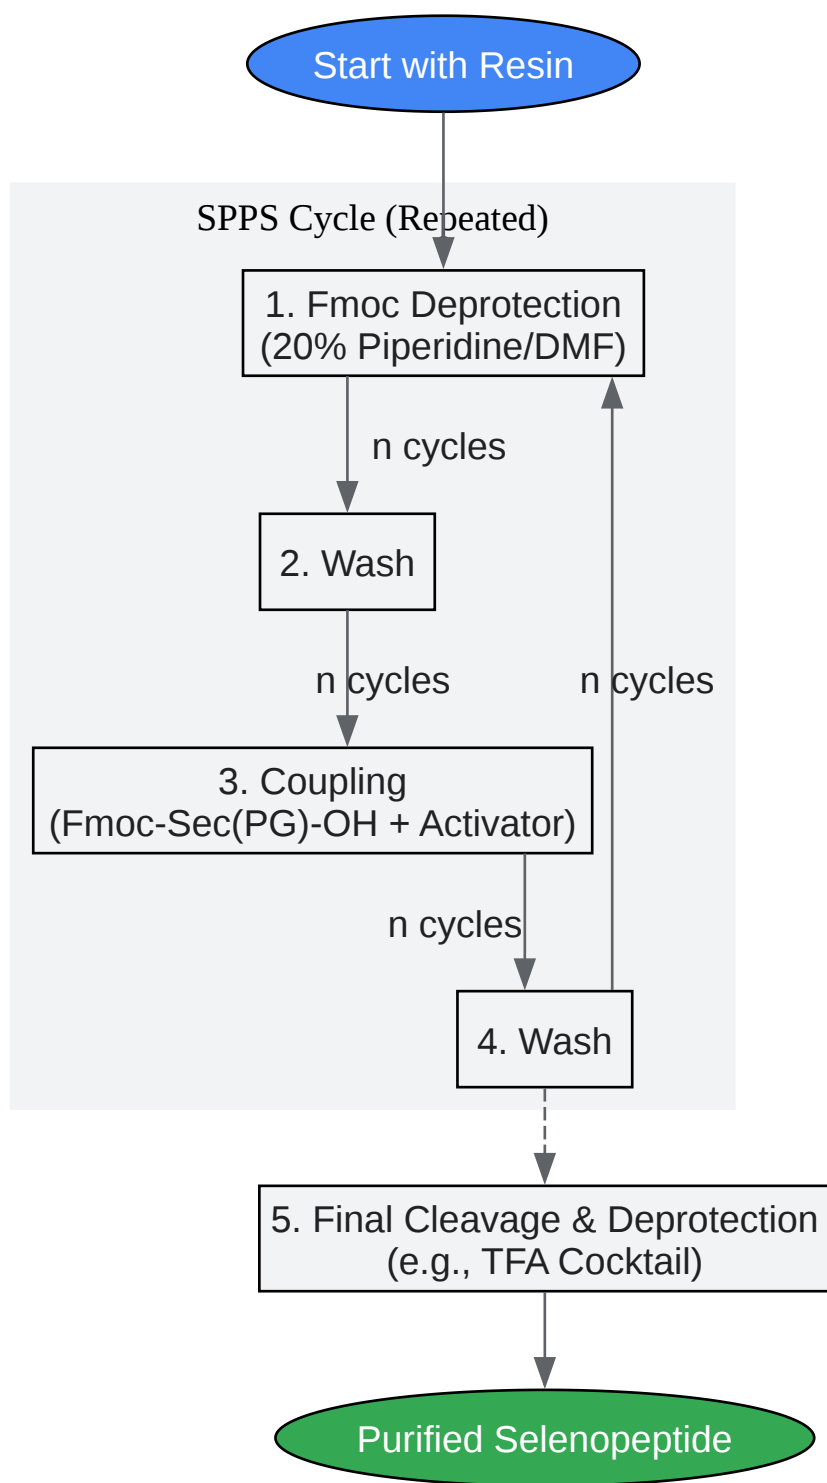 Start with Resin
SPPS Cycle (Repeated)
1. Fmoc Deprotection
(20% Piperidine/DMF)
n cycles
2. Wash
n cycles
n cycles
3. Coupling
(Fmoc-Sec(PG)-OH + Activator)
n cycles
4. Wash
5. Final Cleavage & Deprotection
(e.g., TFA Cocktail)
Purified Selenopeptide